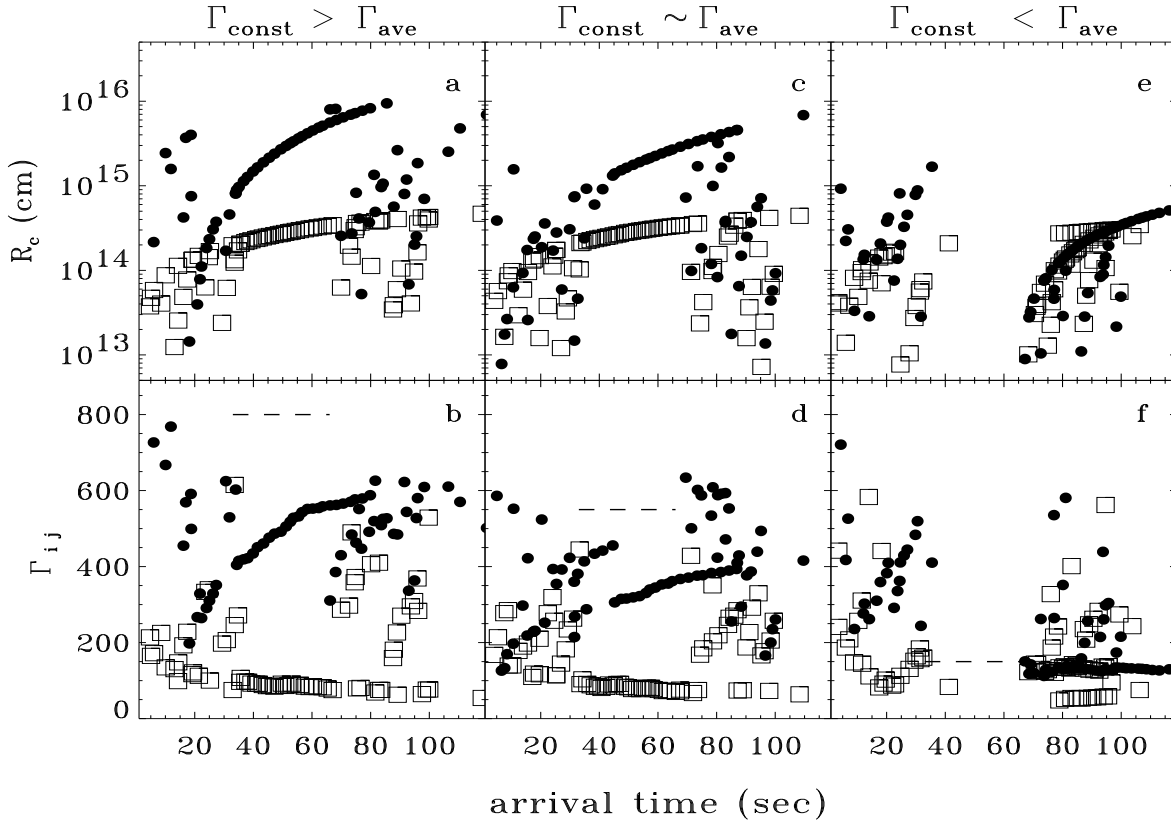 Γconst > Γave Γconst ~ Γave Γconst < Γave
a c e
10^16
10^15
10^14
10^13
R_c (cm)
b d f
800
600
400
200
0
Γ_i j
20 40 60 80 100 20 40 60 80 100 20 40 60 80 100
arrival time (sec)